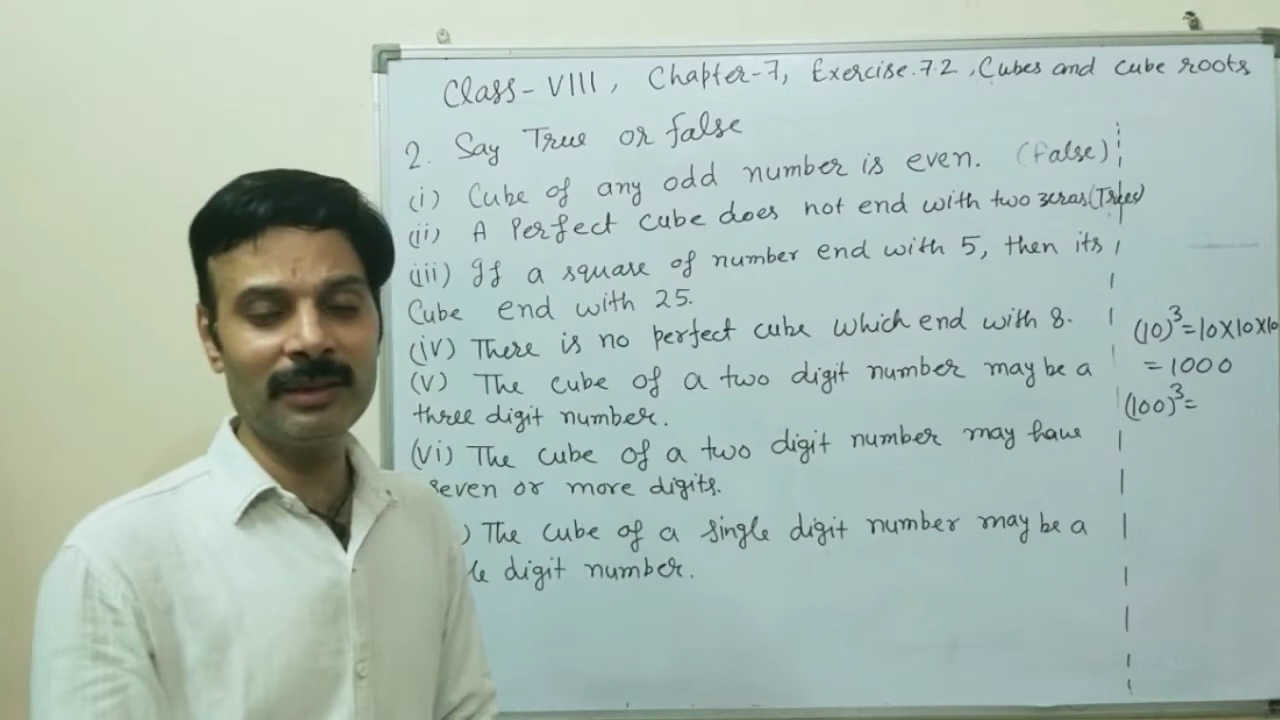 Class - VIII, Chapter-7, Exercise.7.2, Cubes and cube roots
2. Say True or false
(i) Cube of any odd number is even. (false)
(ii) A Perfect cube does not end with two zeros (True)
(iii) If a square of number end with 5, then its
Cube end with 25.
(iv) There is no perfect cube which end with 8.
(v) The cube of a two digit number may be a
three digit number.
(vi) The cube of a two digit number may have
seven or more digits.
) The cube of a single digit number may be a
digit number.
(10)³=10X10X10
= 1000
(100)³=